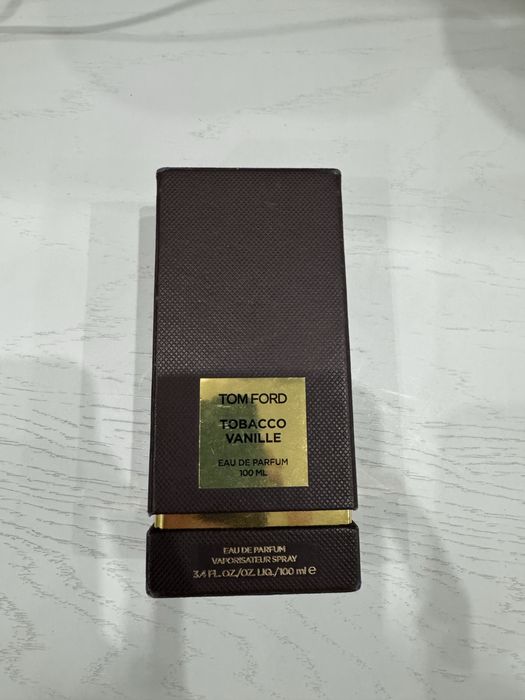 TOM FORD
TOBACCO
VANILLE
EAU DE PARFUM
100 ML
EAU DE PARFUM
VAPORISATEUR SPRAY
3.4 FL.OZ./OZ. LIQ./100 ml ℮